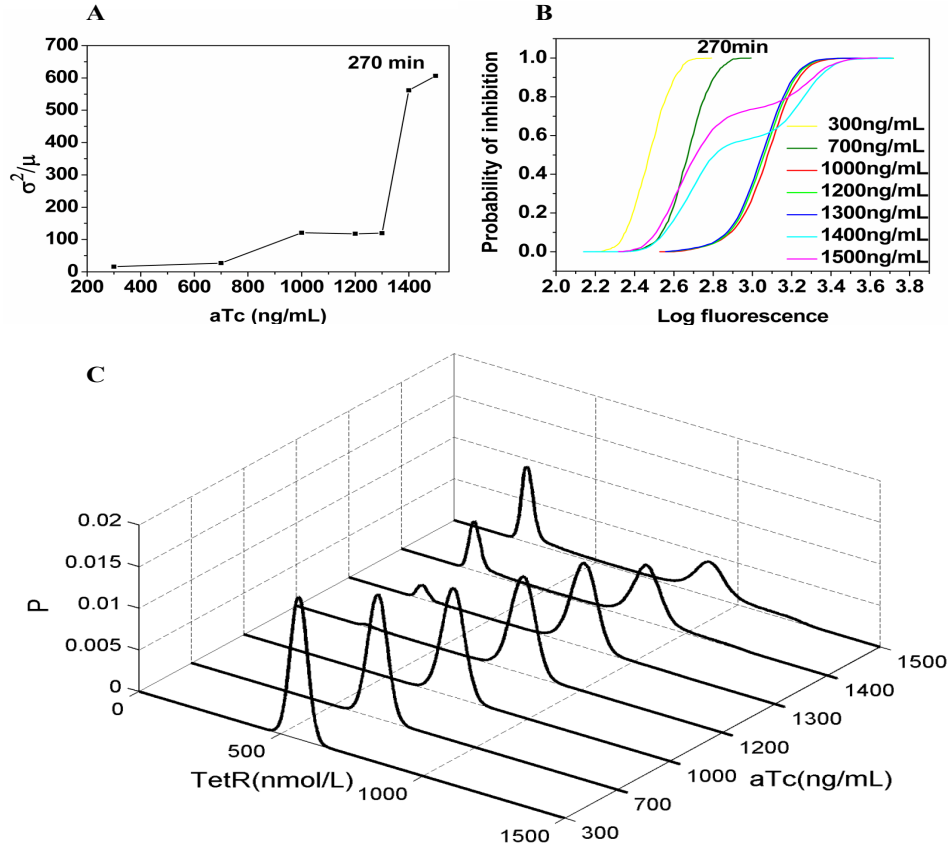 A
700
600
500
400
300
200
100
0
σ²/μ
270 min
200 400 600 800 1000 1200 1400
aTc (ng/mL)
B
1.0
0.8
0.6
0.4
0.2
0.0
Probability of inhibition
270min
300ng/mL
700ng/mL
1000ng/mL
1200ng/mL
1300ng/mL
1400ng/mL
1500ng/mL
2.0 2.2 2.4 2.6 2.8 3.0 3.2 3.4 3.6 3.8
Log fluorescence
C
0.02
0.015
0.01
0.005
0
P
0
500
1000
1500
TetR(nmol/L)
300
700
1000
1200
1300
1400
1500
aTc(ng/mL)